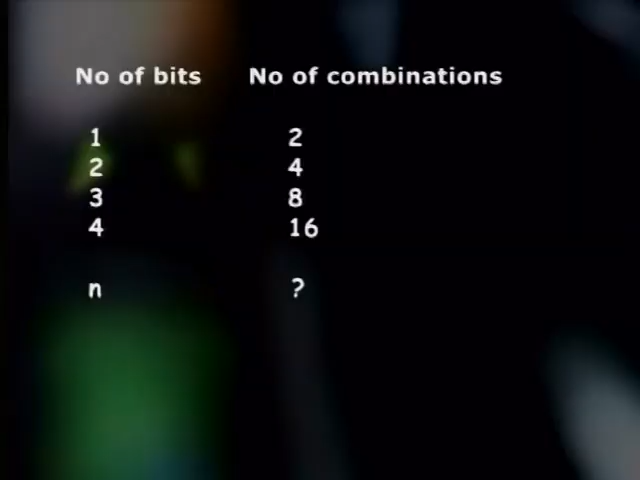 No of bits No of combinations
1 2
2 4
3 8
4 16
n ?